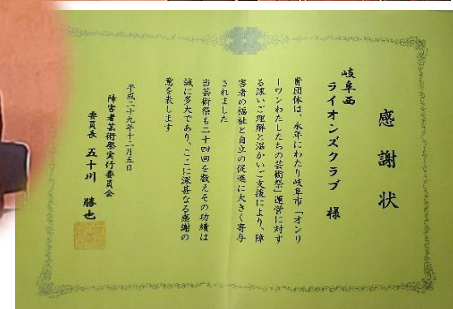 感謝状
岐阜西
ライオンズクラブ 様
貴団体は、永年にわたり岐阜市「オンリ
ーワンわたしたちの芸術祭」運営に対す
る深いご理解と温かいご支援により、障
害者の福祉と自立の促進に大きく寄与
されました
当芸術祭も二十四回を数えその功績は
誠に多大であり、ここに深甚なる感謝の
意を表します
平成二十九年十二月五日
障害者芸術祭実行委員会
委員長 五十川 勝也